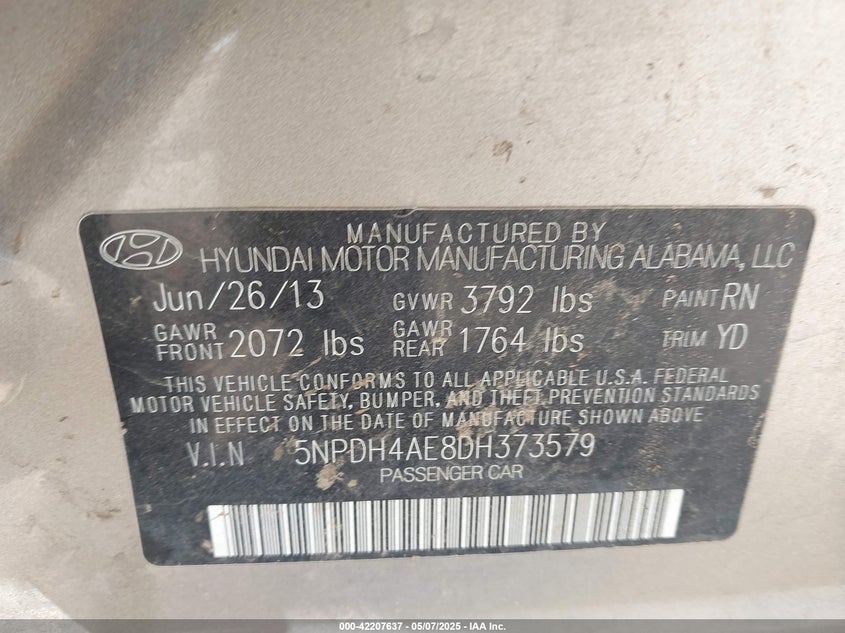 MANUFACTURED BY
HYUNDAI MOTOR MANUFACTURING ALABAMA, LLC
Jun/26/13 GVWR 3792 lbs PAINT RN
GAWR FRONT 2072 lbs GAWR REAR 1764 lbs TRIM YD
THIS VEHICLE CONFORMS TO ALL APPLICABLE U.S.A. FEDERAL
MOTOR VEHICLE SAFETY, BUMPER, AND THEFT PREVENTION STANDARDS
IN EFFECT ON THE DATE OF MANUFACTURE SHOWN ABOVE
V.I.N 5NPDH4AE8DH373579
PASSENGER CAR
000-42207637 - 05/07/2025 - IAA Inc.